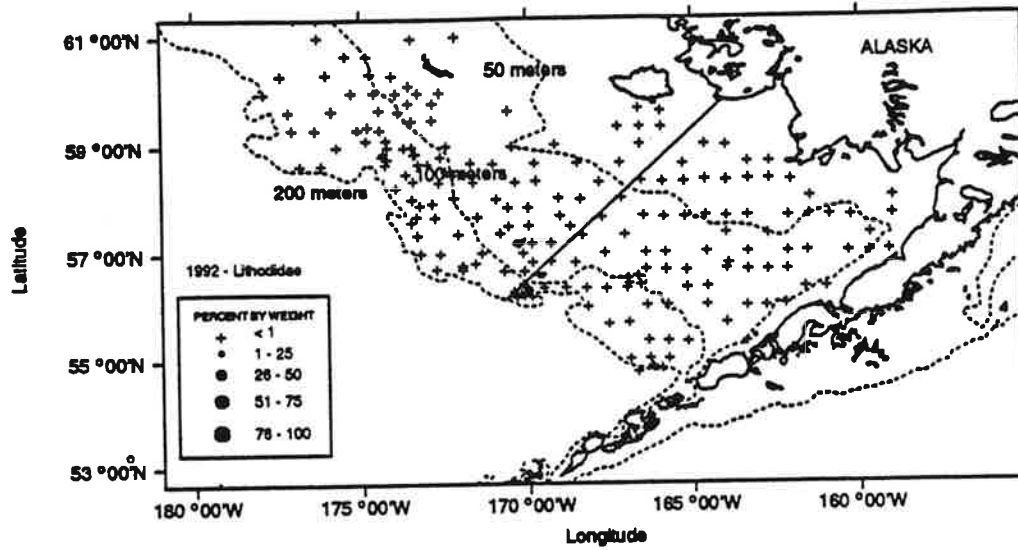 61 °00'N
59 °00'N
57 °00'N
55 °00'N
53 °00'N
Latitude
ALASKA
50 meters
100 meters
200 meters
1992 - Lithodidae
PERCENT BY WEIGHT
< 1
1 - 25
26 - 50
51 - 75
76 - 100
4
180 °00'W
175 °00'W
170 °00'W
165 °00'W
160 °00'W
Longitude